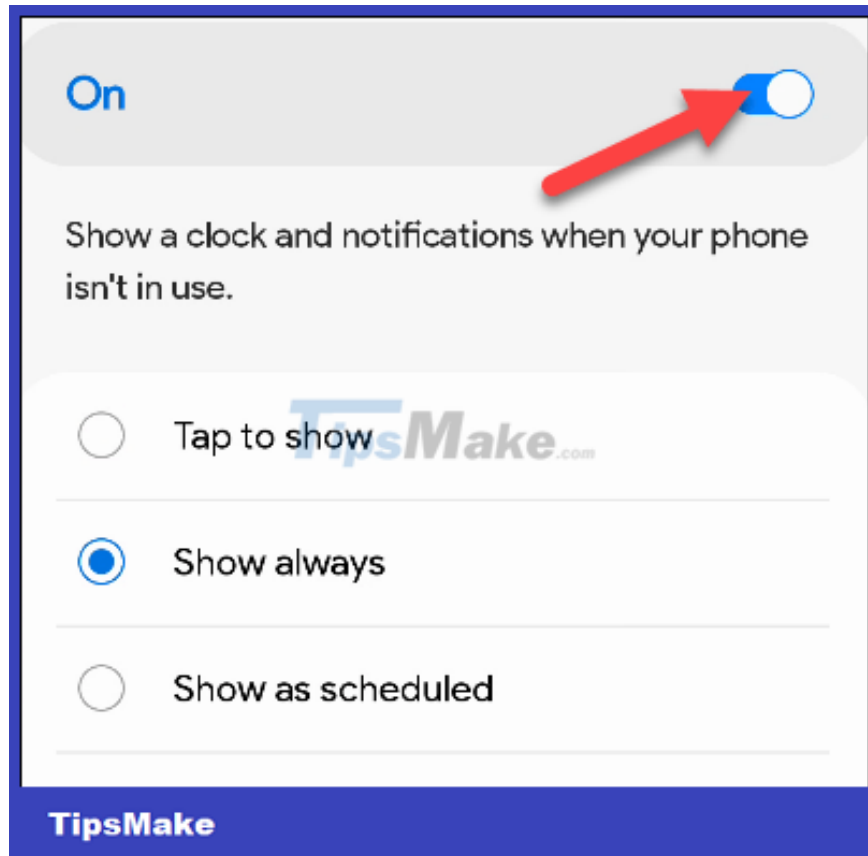 On
Show a clock and notifications when your phone
isn't in use.
Tap to show
TipsMake.com
Show always
Show as scheduled
TipsMake